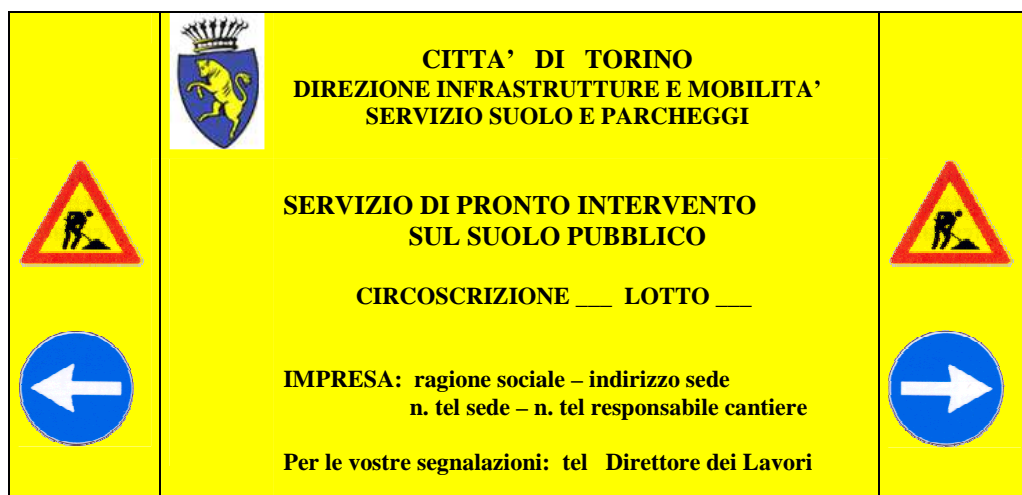 CITTA' DI TORINO
DIREZIONE INFRASTRUTTURE E MOBILITA'
SERVIZIO SUOLO E PARCHEGGI
SERVIZIO DI PRONTO INTERVENTO
SUL SUOLO PUBBLICO
CIRCOSCRIZIONE ___ LOTTO ___
IMPRESA: ragione sociale – indirizzo sede
n. tel sede – n. tel responsabile cantiere
Per le vostre segnalazioni: tel Direttore dei Lavori